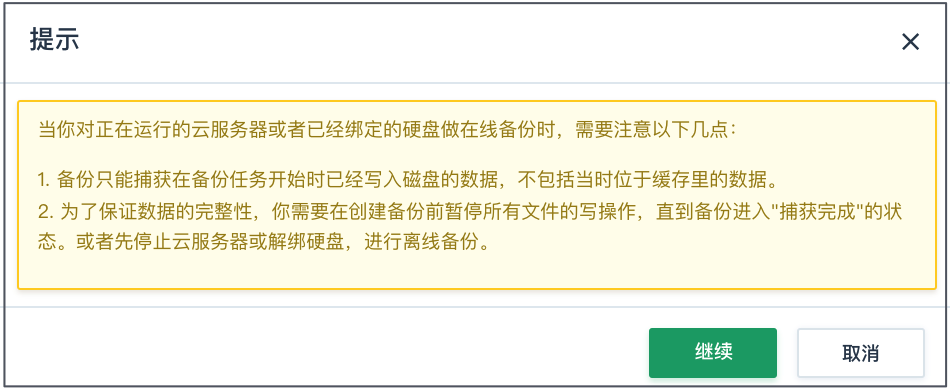 提示
当你对正在运行的云服务器或者已经绑定的硬盘做在线备份时，需要注意以下几点：
1. 备份只能捕获在备份任务开始时已经写入磁盘的数据，不包括当时位于缓存里的数据。
2. 为了保证数据的完整性，你需要在创建备份前暂停所有文件的写操作，直到备份进入"捕获完成"的状
态。或者先停止云服务器或解绑硬盘，进行离线备份。
继续
取消